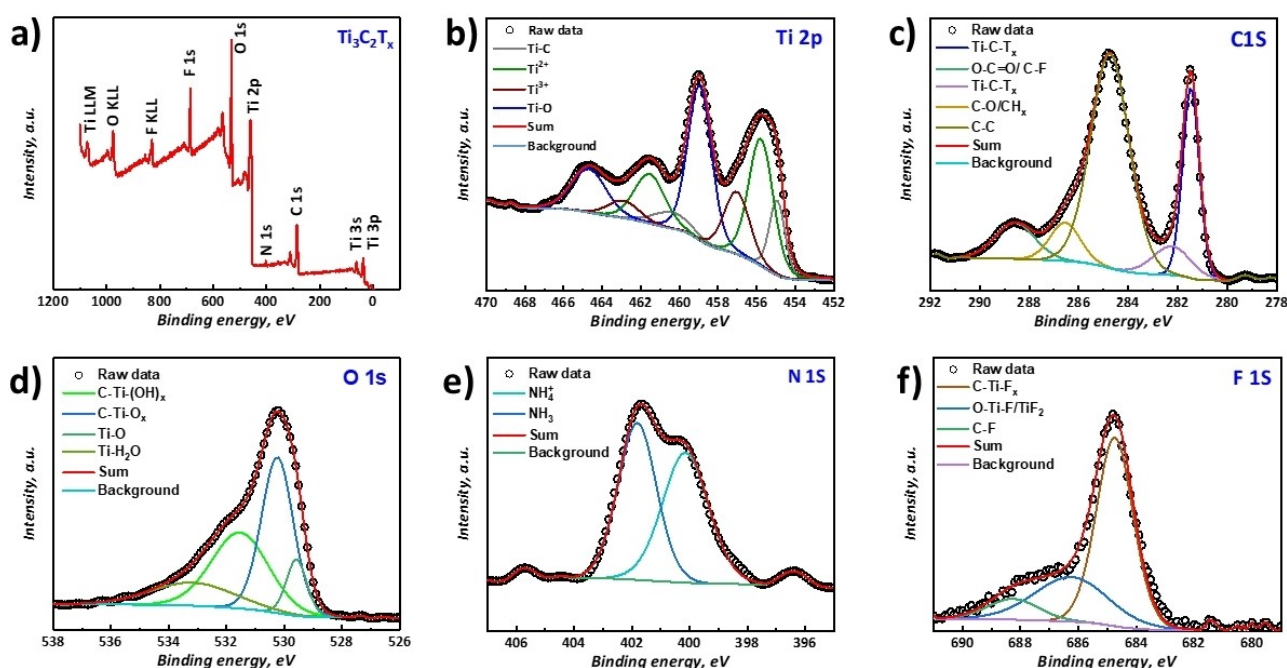 a)
Ti₃C₂Tₓ
Intensity, a.u.
Ti LLM
O KLL
F KLL
F 1s
O 1s
Ti 2p
N 1s
C 1s
Ti 3s
Ti 3p
1200 1000 800 600 400 200 0
Binding energy, eV
b)
Ti 2p
Raw data
Ti-C
Ti²⁺
Ti³⁺
Ti-O
Sum
Background
Intensity, a.u.
470 468 466 464 462 460 458 456 454 452
Binding energy, eV
c)
C1S
Raw data
Ti-C-Tₓ
O-C=O/ C-F
Ti-C-Tₓ
C-O/CHₓ
C-C
Sum
Background
Intensity, a.u.
292 290 288 286 284 282 280 278
Binding energy, eV
d)
O 1s
Raw data
C-Ti-(OH)ₓ
C-Ti-Oₓ
Ti-O
Ti-H₂O
Sum
Background
Intensity, a.u.
538 536 534 532 530 528 526
Binding energy, eV
e)
N 1S
Raw data
NH₄⁺
NH₃
Sum
Background
Intensity, a.u.
406 404 402 400 398 396 395
Binding energy, eV
f)
F 1S
Raw data
C-Ti-Fₓ
O-Ti-F/TiF₂
C-F
Sum
Background
Intensity, a.u.
690 688 686 684 682 680
Binding energy, eV